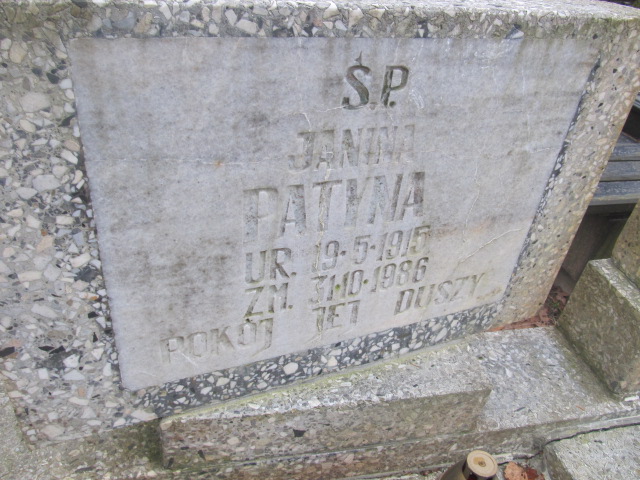 Ś.P.
JANINA
PATYNA
UR. 19·5·1915
ZM. 31·10·1986
POKÓJ JEJ DUSZY